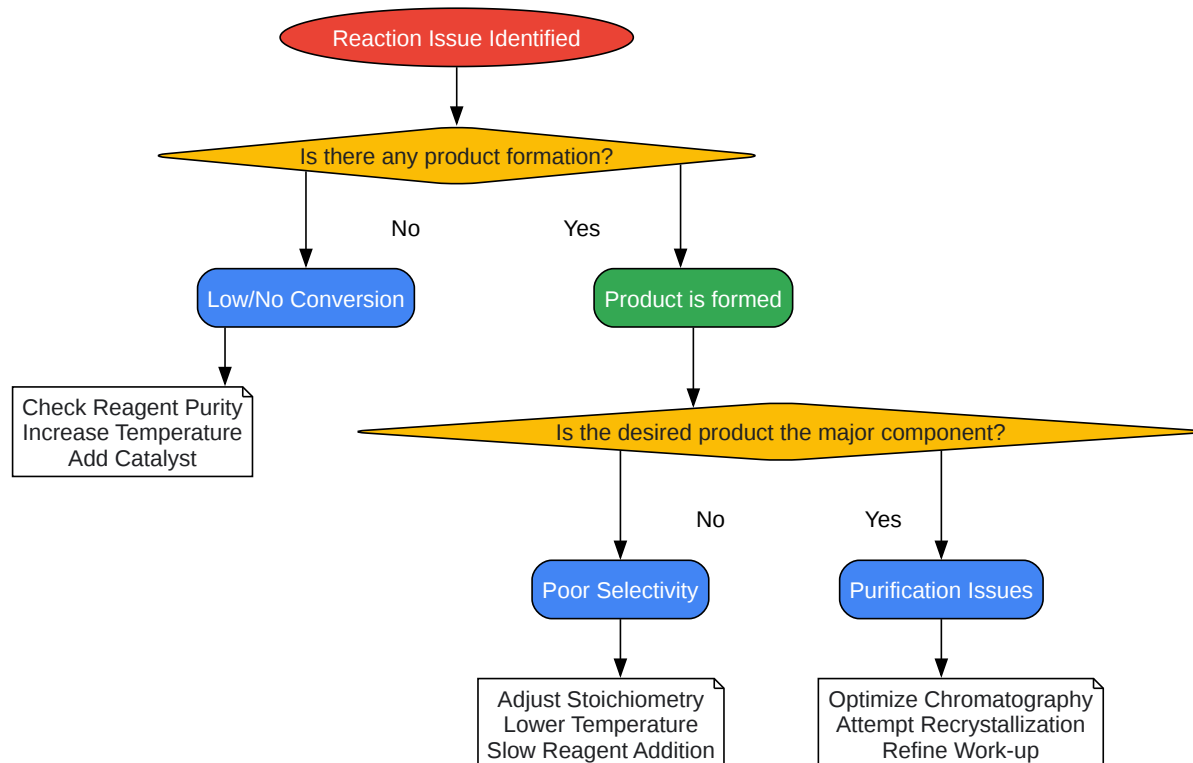 Reaction Issue Identified
Is there any product formation?
No
Yes
Low/No Conversion
Product is formed
Check Reagent Purity
Increase Temperature
Add Catalyst
Is the desired product the major component?
No
Yes
Poor Selectivity
Purification Issues
Adjust Stoichiometry
Lower Temperature
Slow Reagent Addition
Optimize Chromatography
Attempt Recrystallization
Refine Work-up